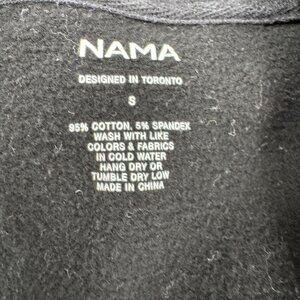 NAMA
DESIGNED IN TORONTO
S
95% COTTON, 5% SPANDEX
WASH WITH LIKE
COLORS & FABRICS
IN COLD WATER
HANG DRY OR
TUMBLE DRY LOW
MADE IN CHINA